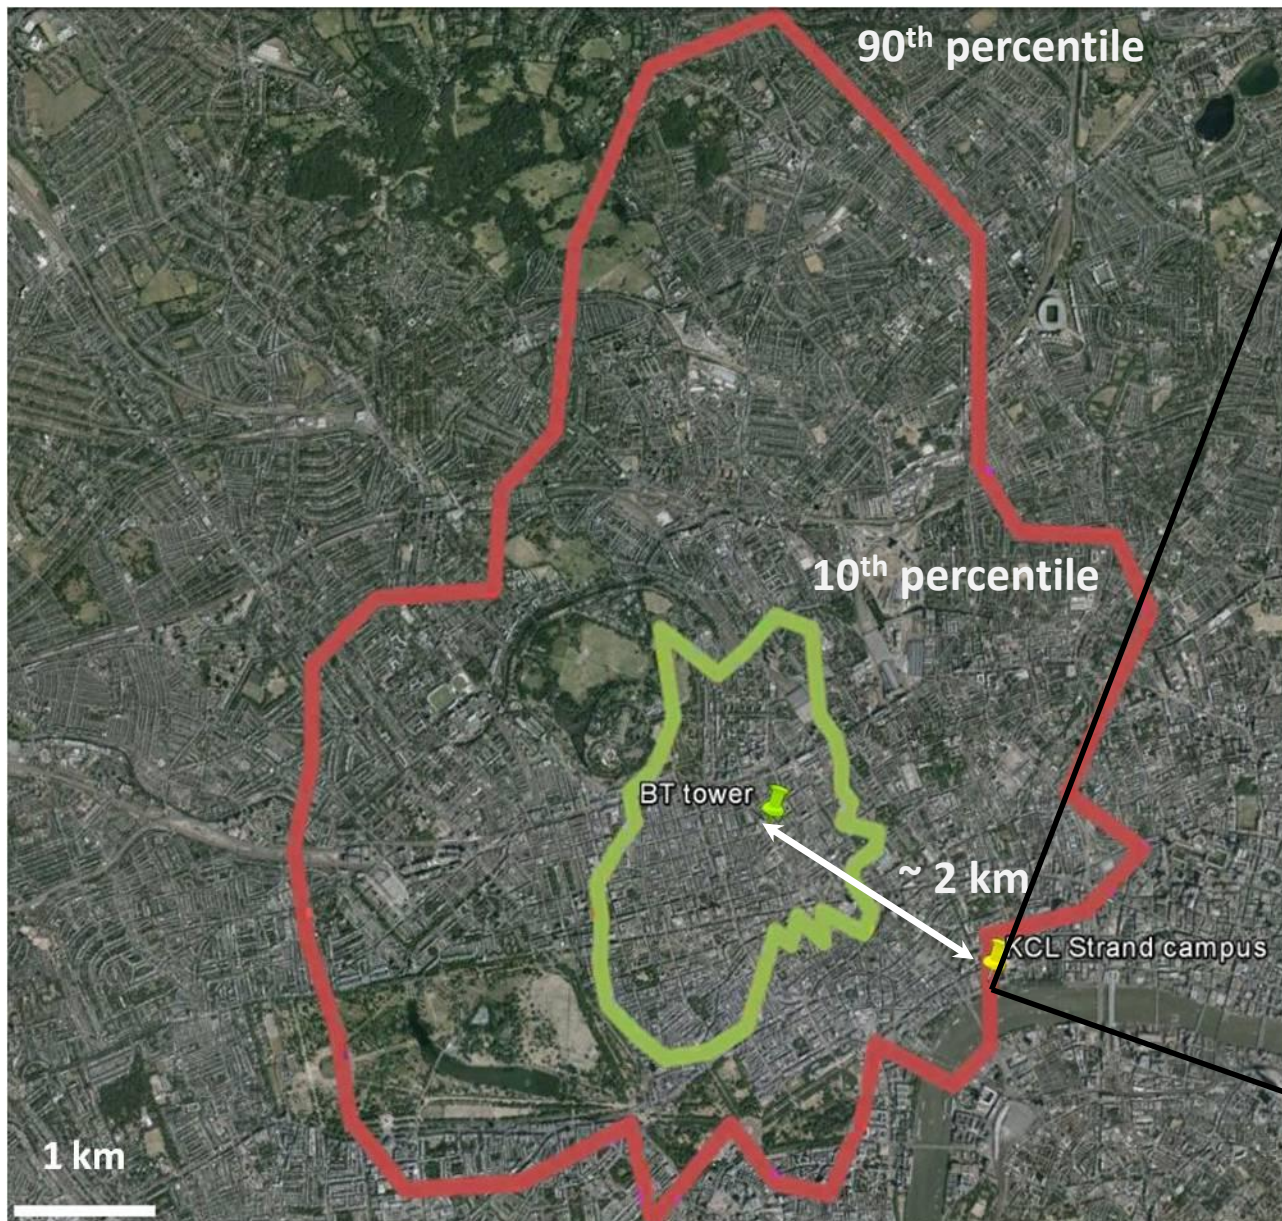 90th percentile
10th percentile
BT tower
~ 2 km
KCL Strand campus
1 km